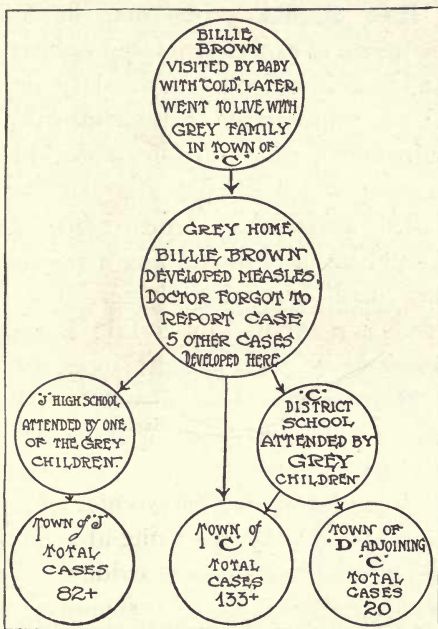 BILLIE
BROWN
VISITED BY BABY
WITH "COLD", LATER
WENT TO LIVE WITH
GREY FAMILY
IN TOWN OF
"C"
GREY HOME
BILLIE BROWN
DEVELOPED MEASLES,
DOCTOR FORGOT TO
REPORT CASE
5 OTHER CASES
DEVELOPED HERE
"J" HIGH SCHOOL
ATTENDED BY ONE
OF THE GREY
CHILDREN.
"C"
DISTRICT
SCHOOL
ATTENDED BY
GREY
CHILDREN
TOWN of "J"
TOTAL
CASES
82+
TOWN OF
"C"
TOTAL
CASES
133+
TOWN OF
"D" ADJOINING
"C"
TOTAL
CASES
20